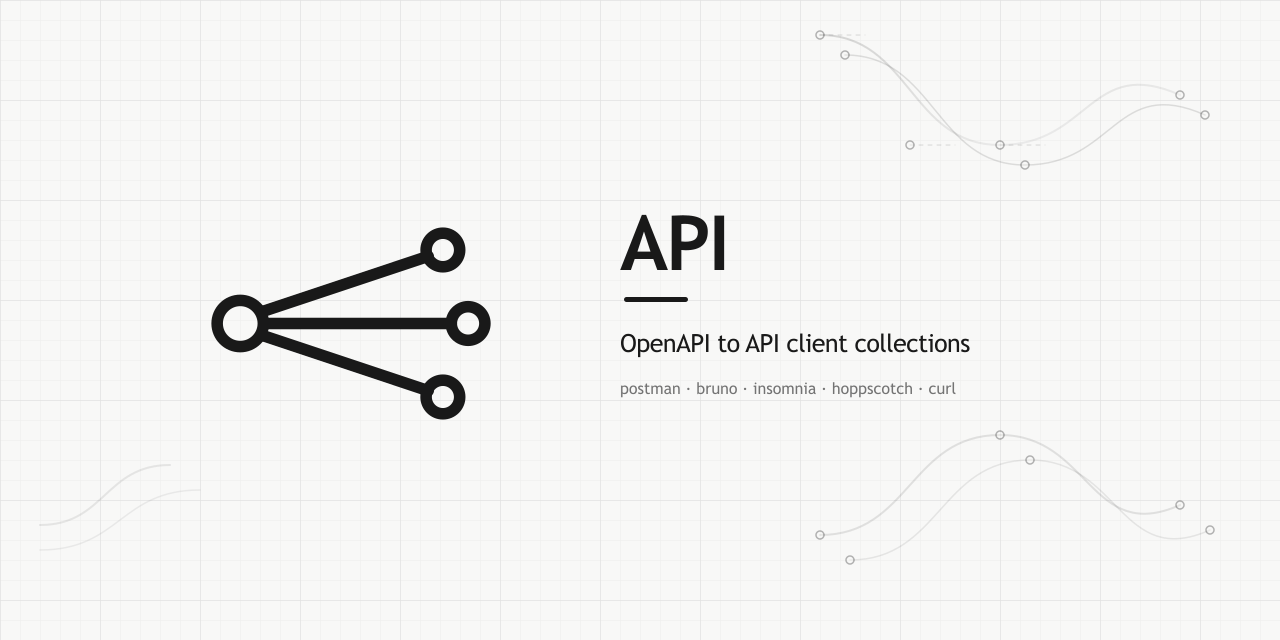 API
OpenAPI to API client collections
postman · bruno · insomnia · hoppscotch · curl